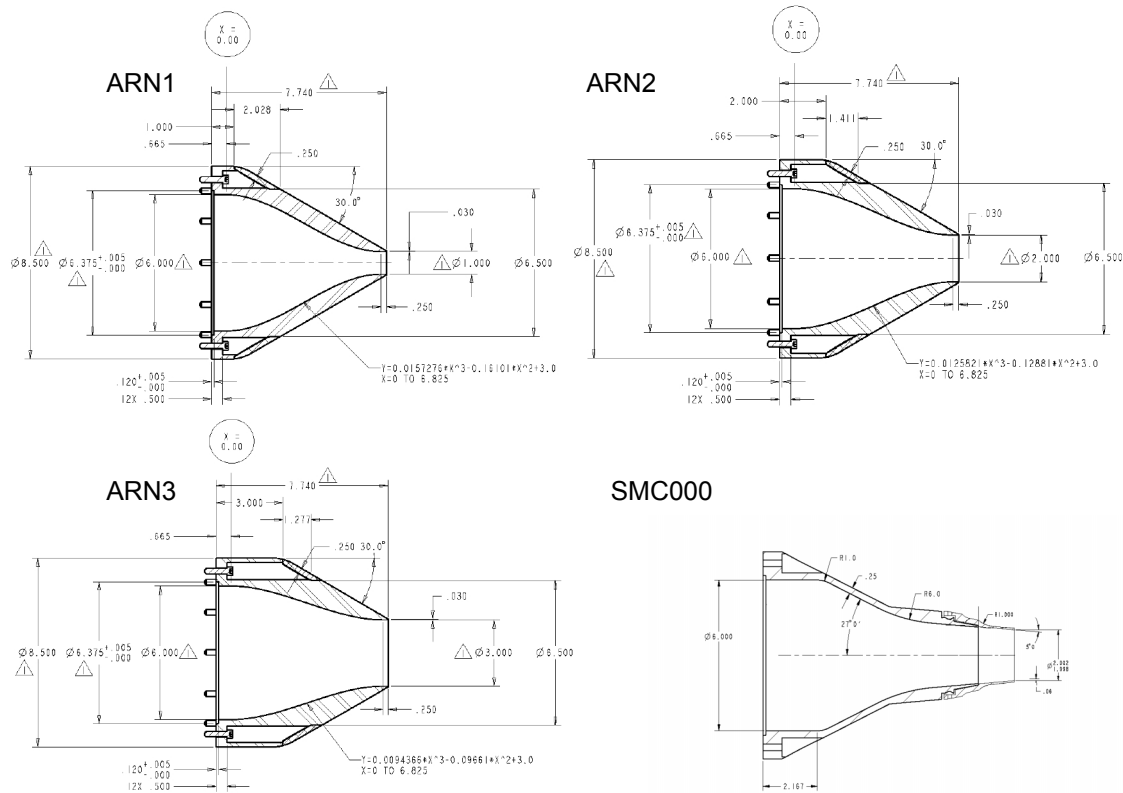 X =
0.00
ARN1
7.740
2.028
1.000
.665
.250
30.0°
.030
Ø8.500
Ø6.375+.005
-.000
Ø6.000
Ø1.000
Ø6.500
.250
Y=0.0157276*X^3-0.16101*X^2+3.0
X=0 TO 6.825
.120+.005
-.000
12X .500
X =
0.00
ARN2
7.740
2.000
1.411
.665
.250
30.0°
.030
Ø8.500
Ø6.375+.005
-.000
Ø6.000
Ø2.000
Ø6.500
.250
Y=0.0125821*X^3-0.12881*X^2+3.0
X=0 TO 6.825
.120+.005
-.000
12X .500
X =
0.00
ARN3
7.740
3.000
1.277
.665
.250 30.0°
.030
Ø8.500
Ø6.375+.005
-.000
Ø6.000
Ø3.000
Ø6.500
.250
Y=0.0094366*X^3-0.09661*X^2+3.0
X=0 TO 6.825
.120+.005
-.000
12X .500
SMC000
R1.0
.25
R6.0
27°0'
R1.000
Ø6.000
2.167